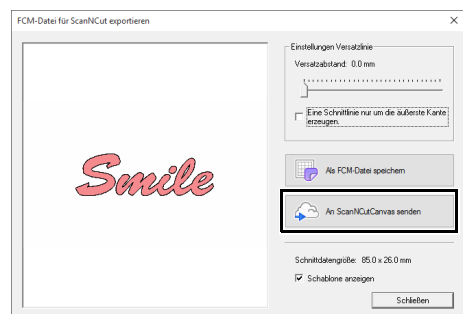 FCM-Datei für ScanNCut exportieren
Smile
Einstellungen Versatzlinie
Versatzabstand: 0.0 mm
Eine Schnittlinie nur um die äußerste Kante
erzeugen.
Als FCM-Datei speichern
An ScanNCutCanvas senden
Schnittdatengröße: 85.0 x 26.0 mm
Schablone anzeigen
Schließen